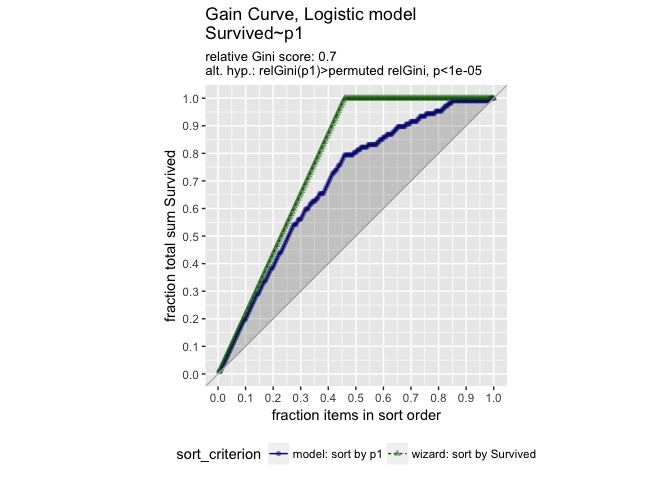 Gain Curve, Logistic model
Survived~p1
relative Gini score: 0.7
alt. hyp.: relGini(p1)>permuted relGini, p<1e-05
fraction total sum Survived
1.0
0.9
0.8
0.7
0.6
0.5
0.4
0.3
0.2
0.1
0.0
0.0 0.1 0.2 0.3 0.4 0.5 0.6 0.7 0.8 0.9 1.0
fraction items in sort order
sort_criterion model: sort by p1 wizard: sort by Survived